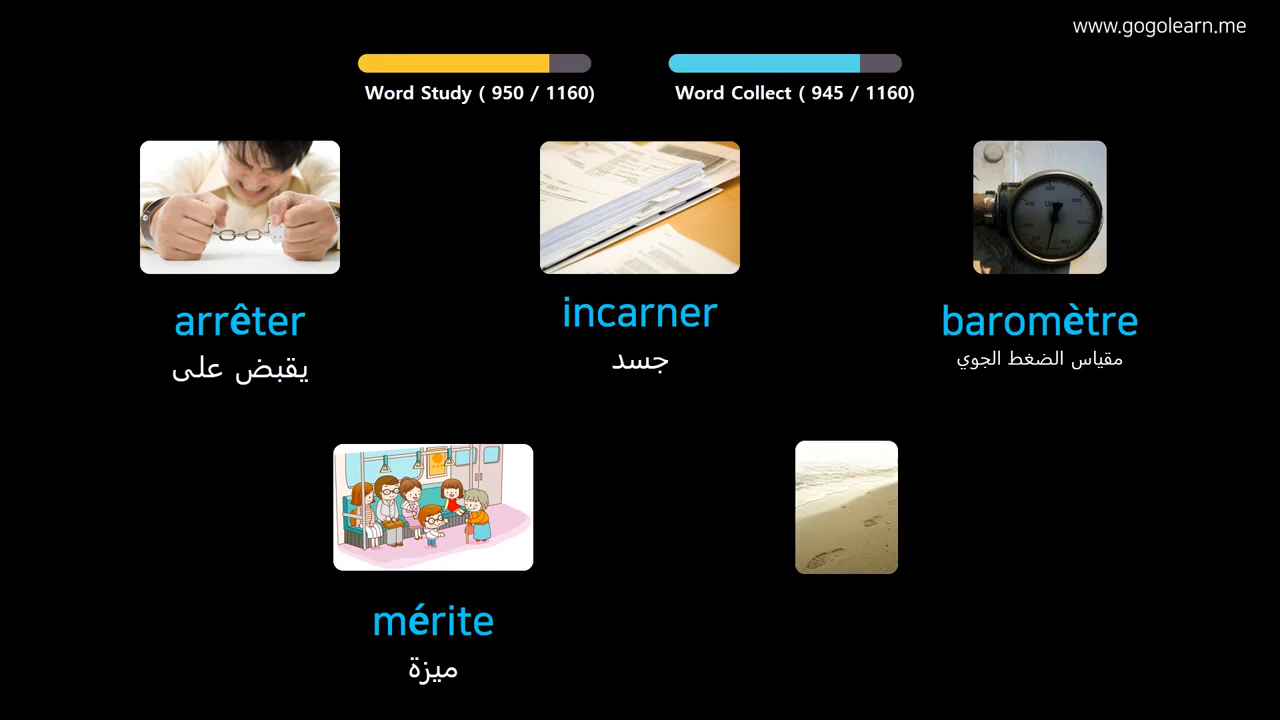 www.gogolearn.me
Word Study ( 950 / 1160)
Word Collect ( 945 / 1160)
arrêter
يقبض على
incarner
جسد
baromètre
مقياس الضغط الجوي
mérite
ميزة